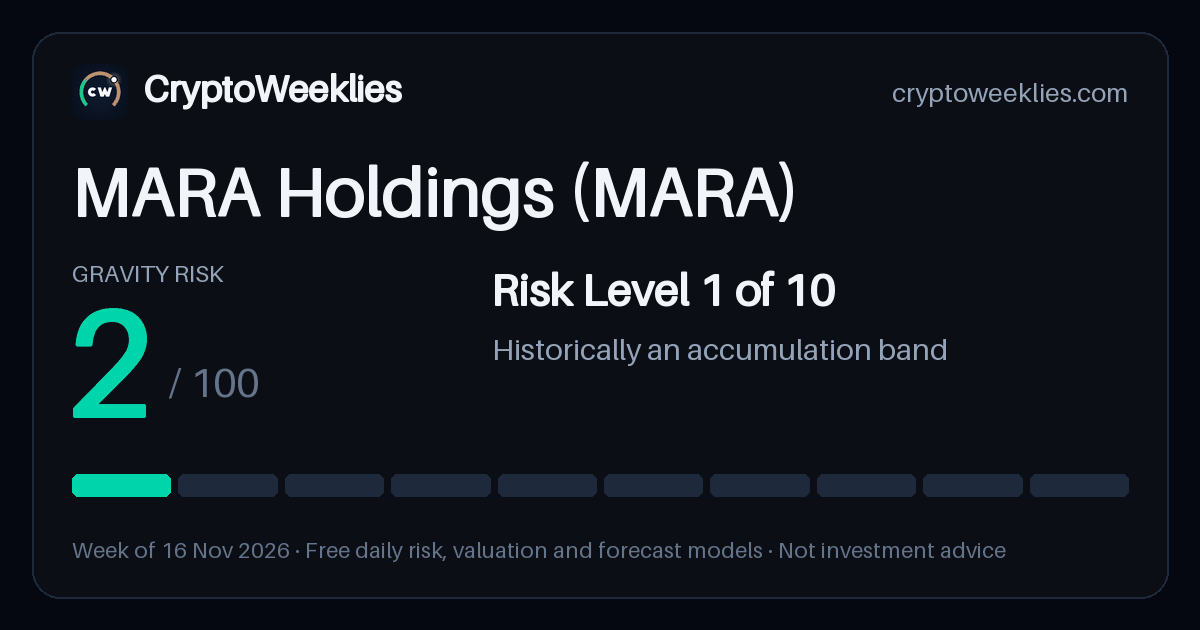 CW
CryptoWeeklies
cryptoweeklies.com
MARA Holdings (MARA)
GRAVITY RISK
2 / 100
Risk Level 1 of 10
Historically an accumulation band
Week of 16 Nov 2026 · Free daily risk, valuation and forecast models · Not investment advice